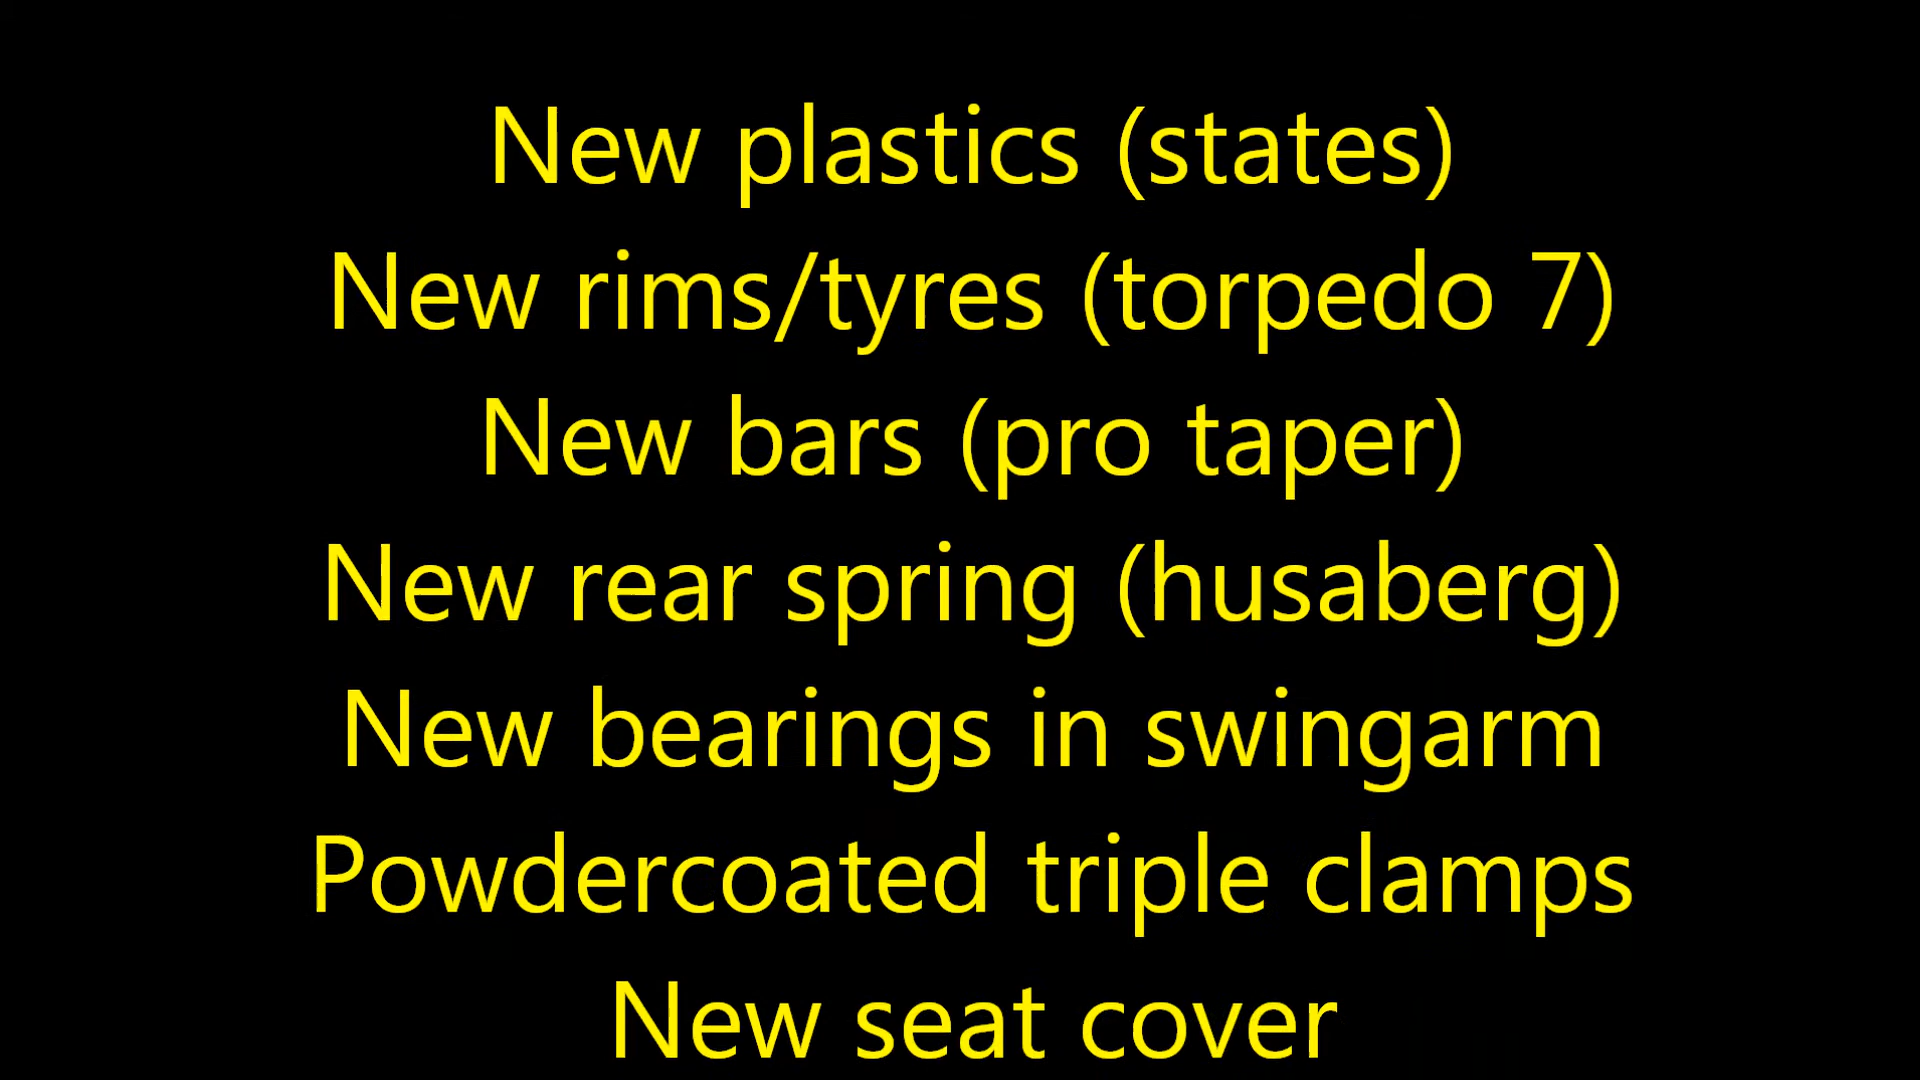 New plastics (states)
New rims/tyres (torpedo 7)
New bars (pro taper)
New rear spring (husaberg)
New bearings in swingarm
Powdercoated triple clamps
New seat cover